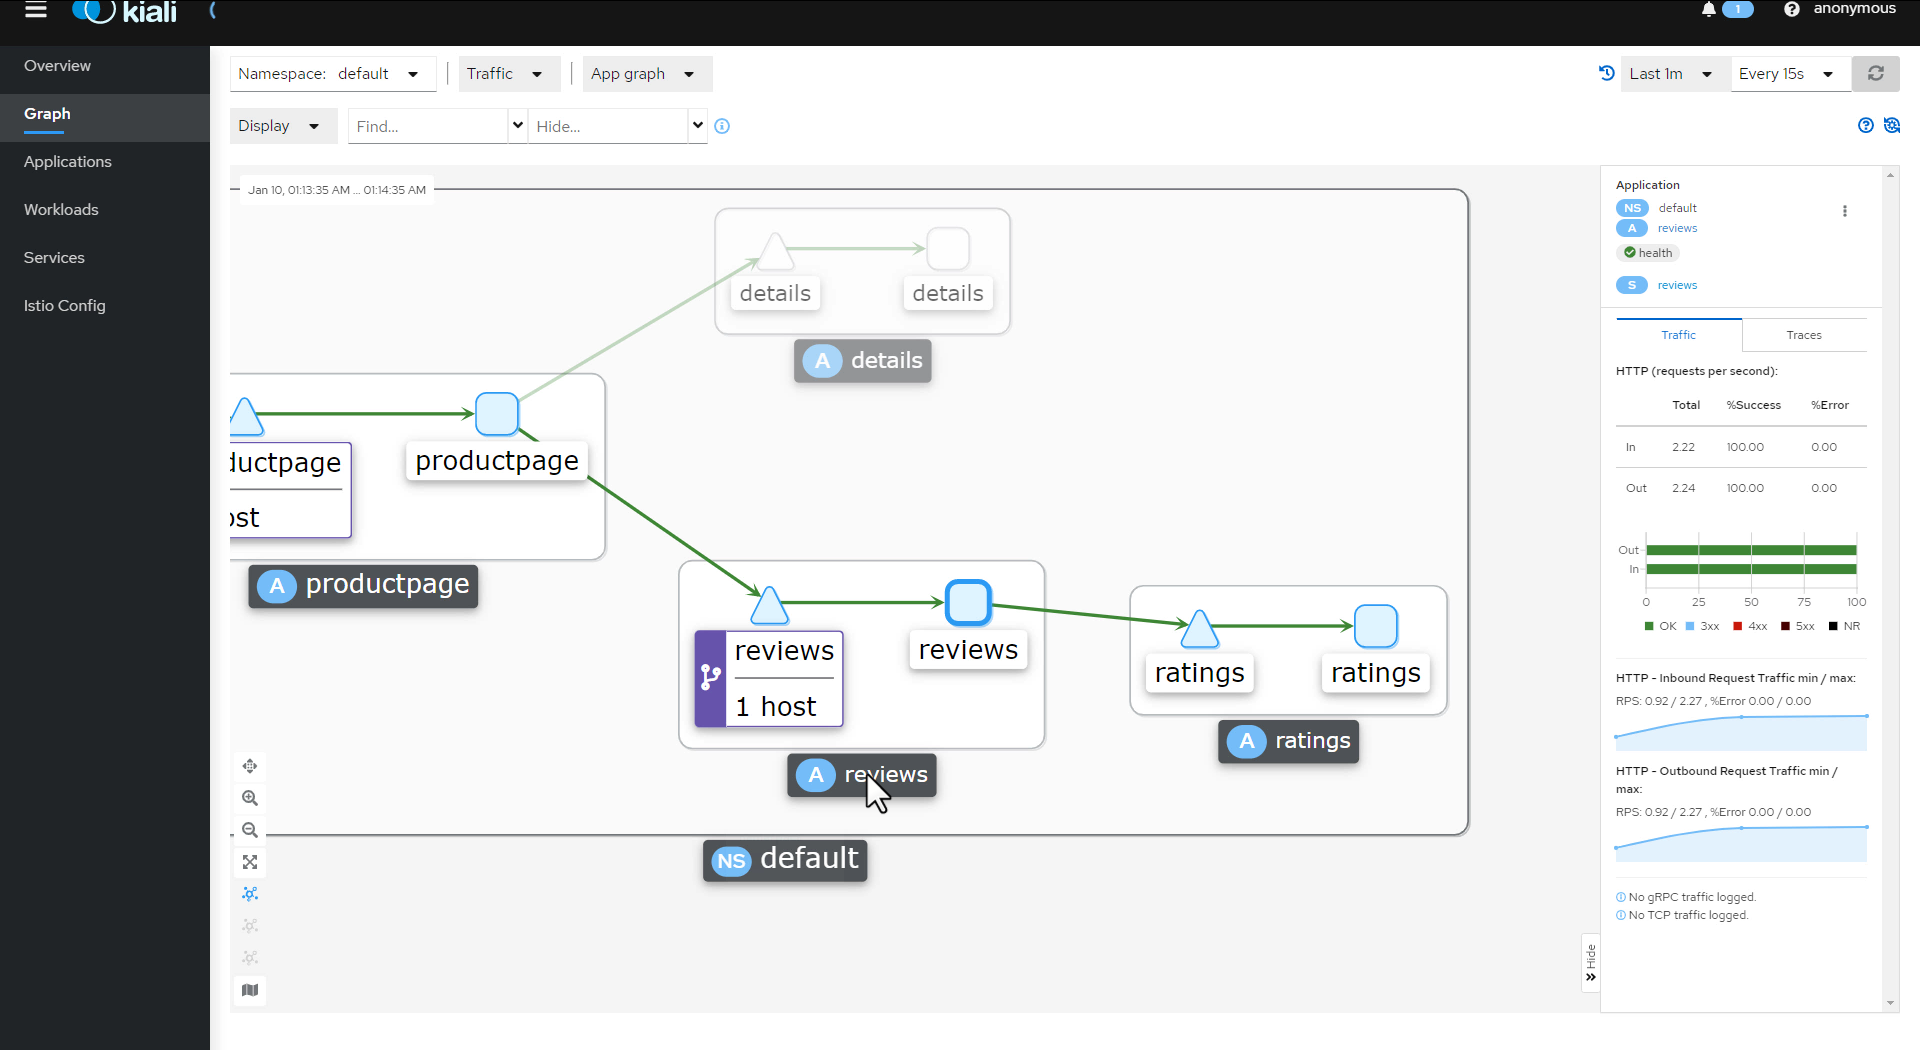 kiali
1
anonymous
Overview
Graph
Applications
Workloads
Services
Istio Config
Namespace: default
Traffic
App graph
Last 1m
Every 15s
Display
Find...
Hide...
Jan 10, 01:13:35 AM ... 01:14:35 AM
details
details
A details
ductpage
ost
productpage
A productpage
reviews
1 host
reviews
A reviews
ratings
ratings
A ratings
NS default
Hide
Application
NS default
A reviews
health
S reviews
Traffic
Traces
HTTP (requests per second):
Total %Success %Error
In 2.22 100.00 0.00
Out 2.24 100.00 0.00
Out
In
0 25 50 75 100
OK 3xx 4xx 5xx NR
HTTP - Inbound Request Traffic min / max:
RPS: 0.92 / 2.27 , %Error 0.00 / 0.00
HTTP - Outbound Request Traffic min /
max:
RPS: 0.92 / 2.27 , %Error 0.00 / 0.00
No gRPC traffic logged.
No TCP traffic logged.